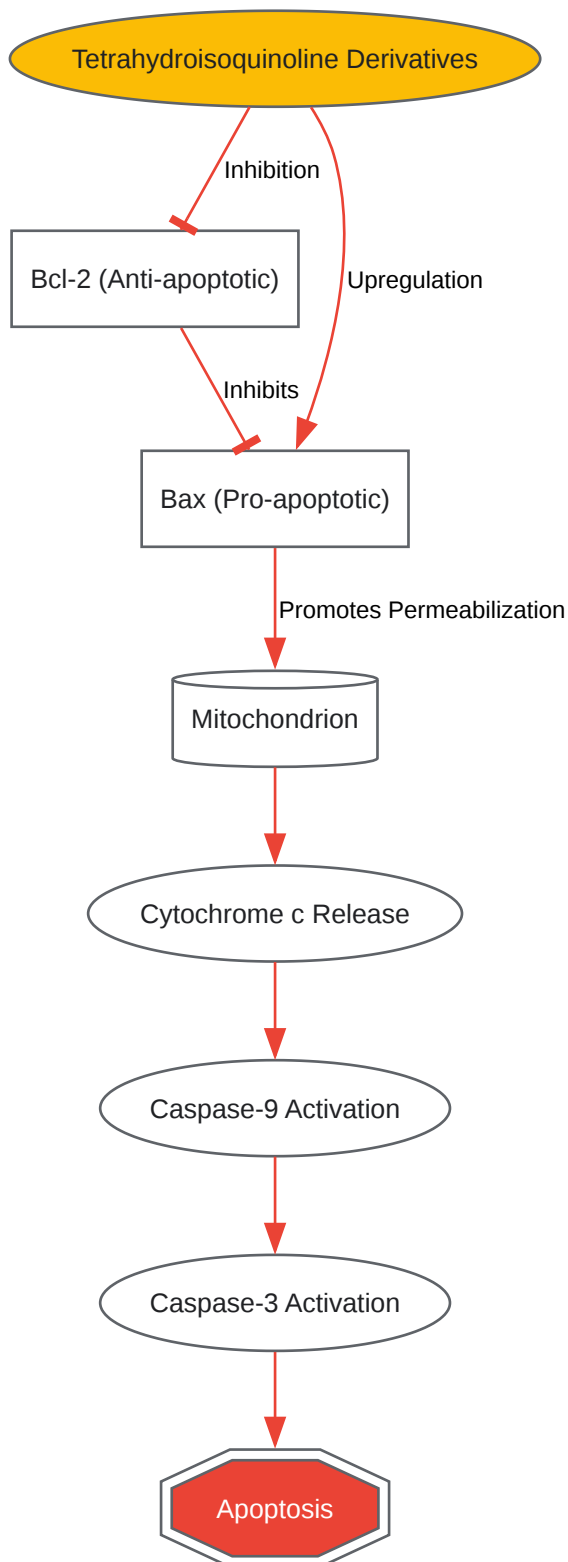 Tetrahydroisoquinoline Derivatives
Inhibition
Bcl-2 (Anti-apoptotic)
Upregulation
Inhibits
Bax (Pro-apoptotic)
Promotes Permeabilization
Mitochondrion
Cytochrome c Release
Caspase-9 Activation
Caspase-3 Activation
Apoptosis